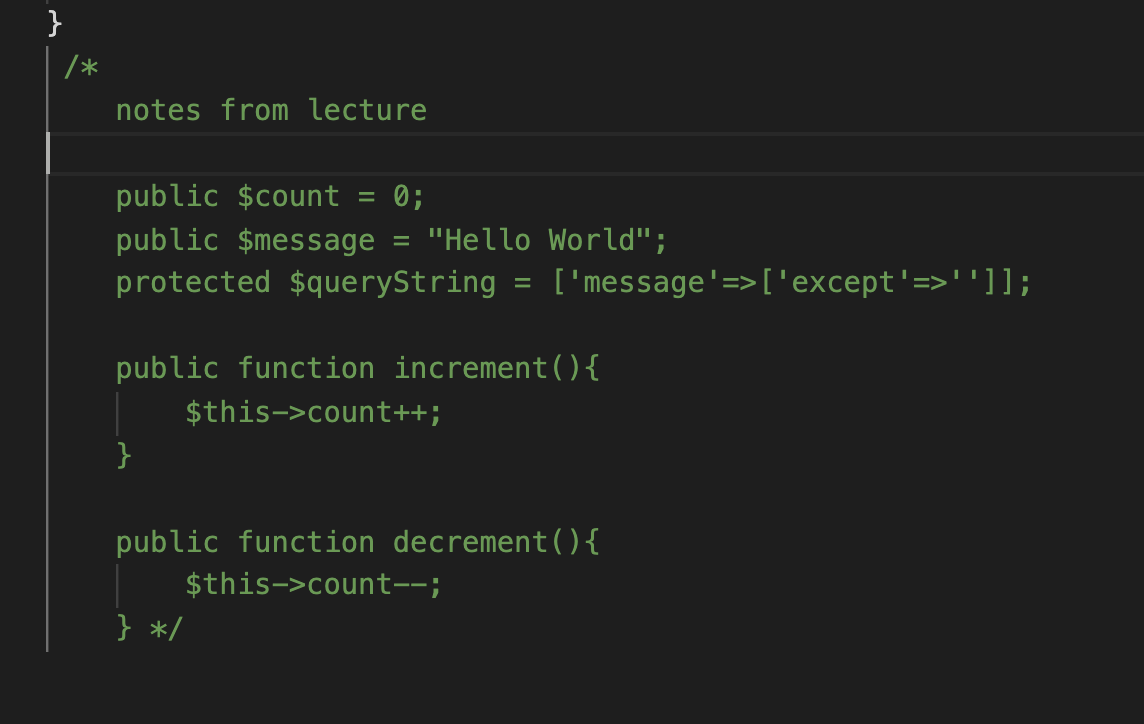 }
/*
notes from lecture
public $count = 0;
public $message = "Hello World";
protected $queryString = ['message'=>['except'=>'']];
public function increment(){
$this->count++;
}
public function decrement(){
$this->count--;
} */